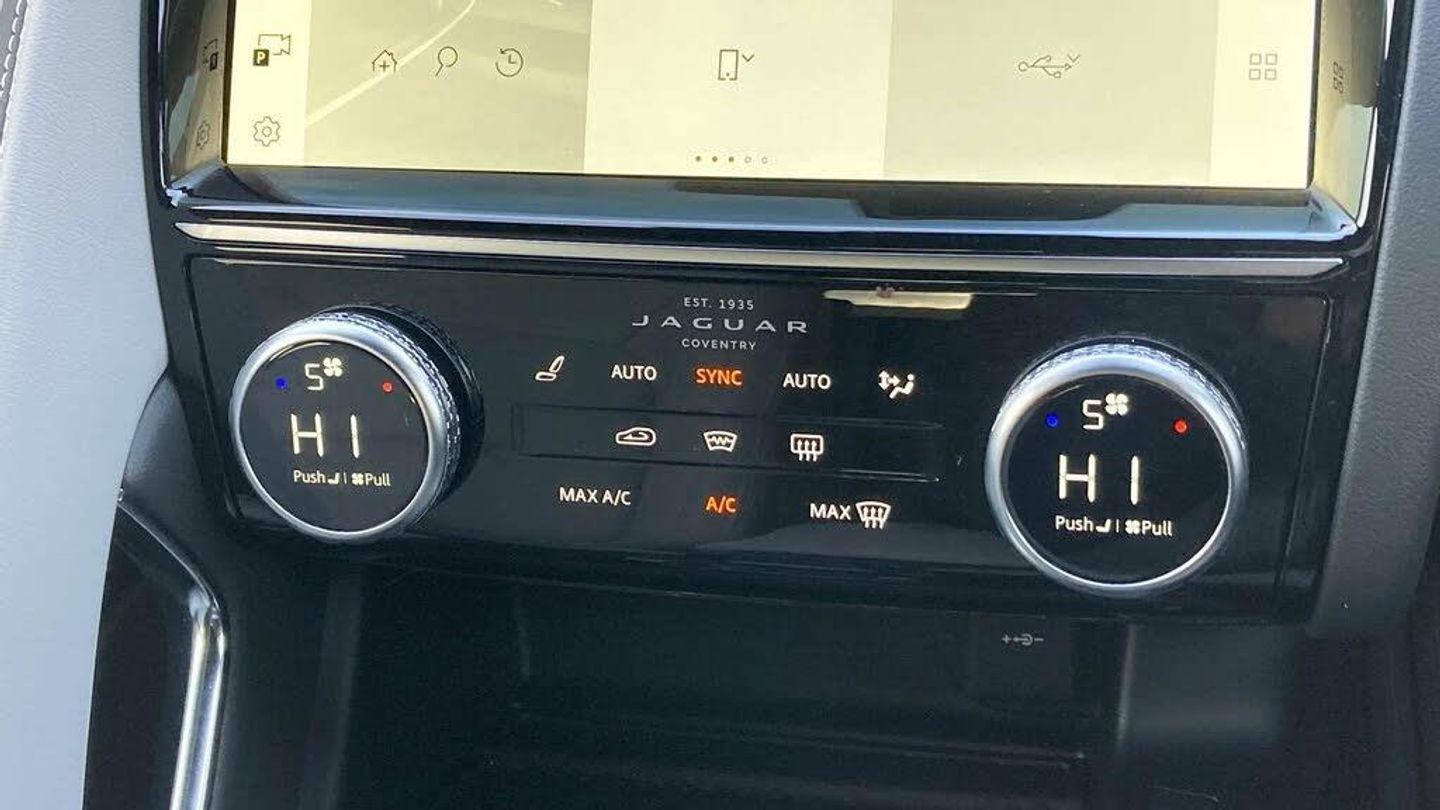 P
EST. 1935
JAGUAR
COVENTRY
AUTO SYNC AUTO
5
HI
Push Pull
5
HI
Push Pull
MAX A/C A/C MAX